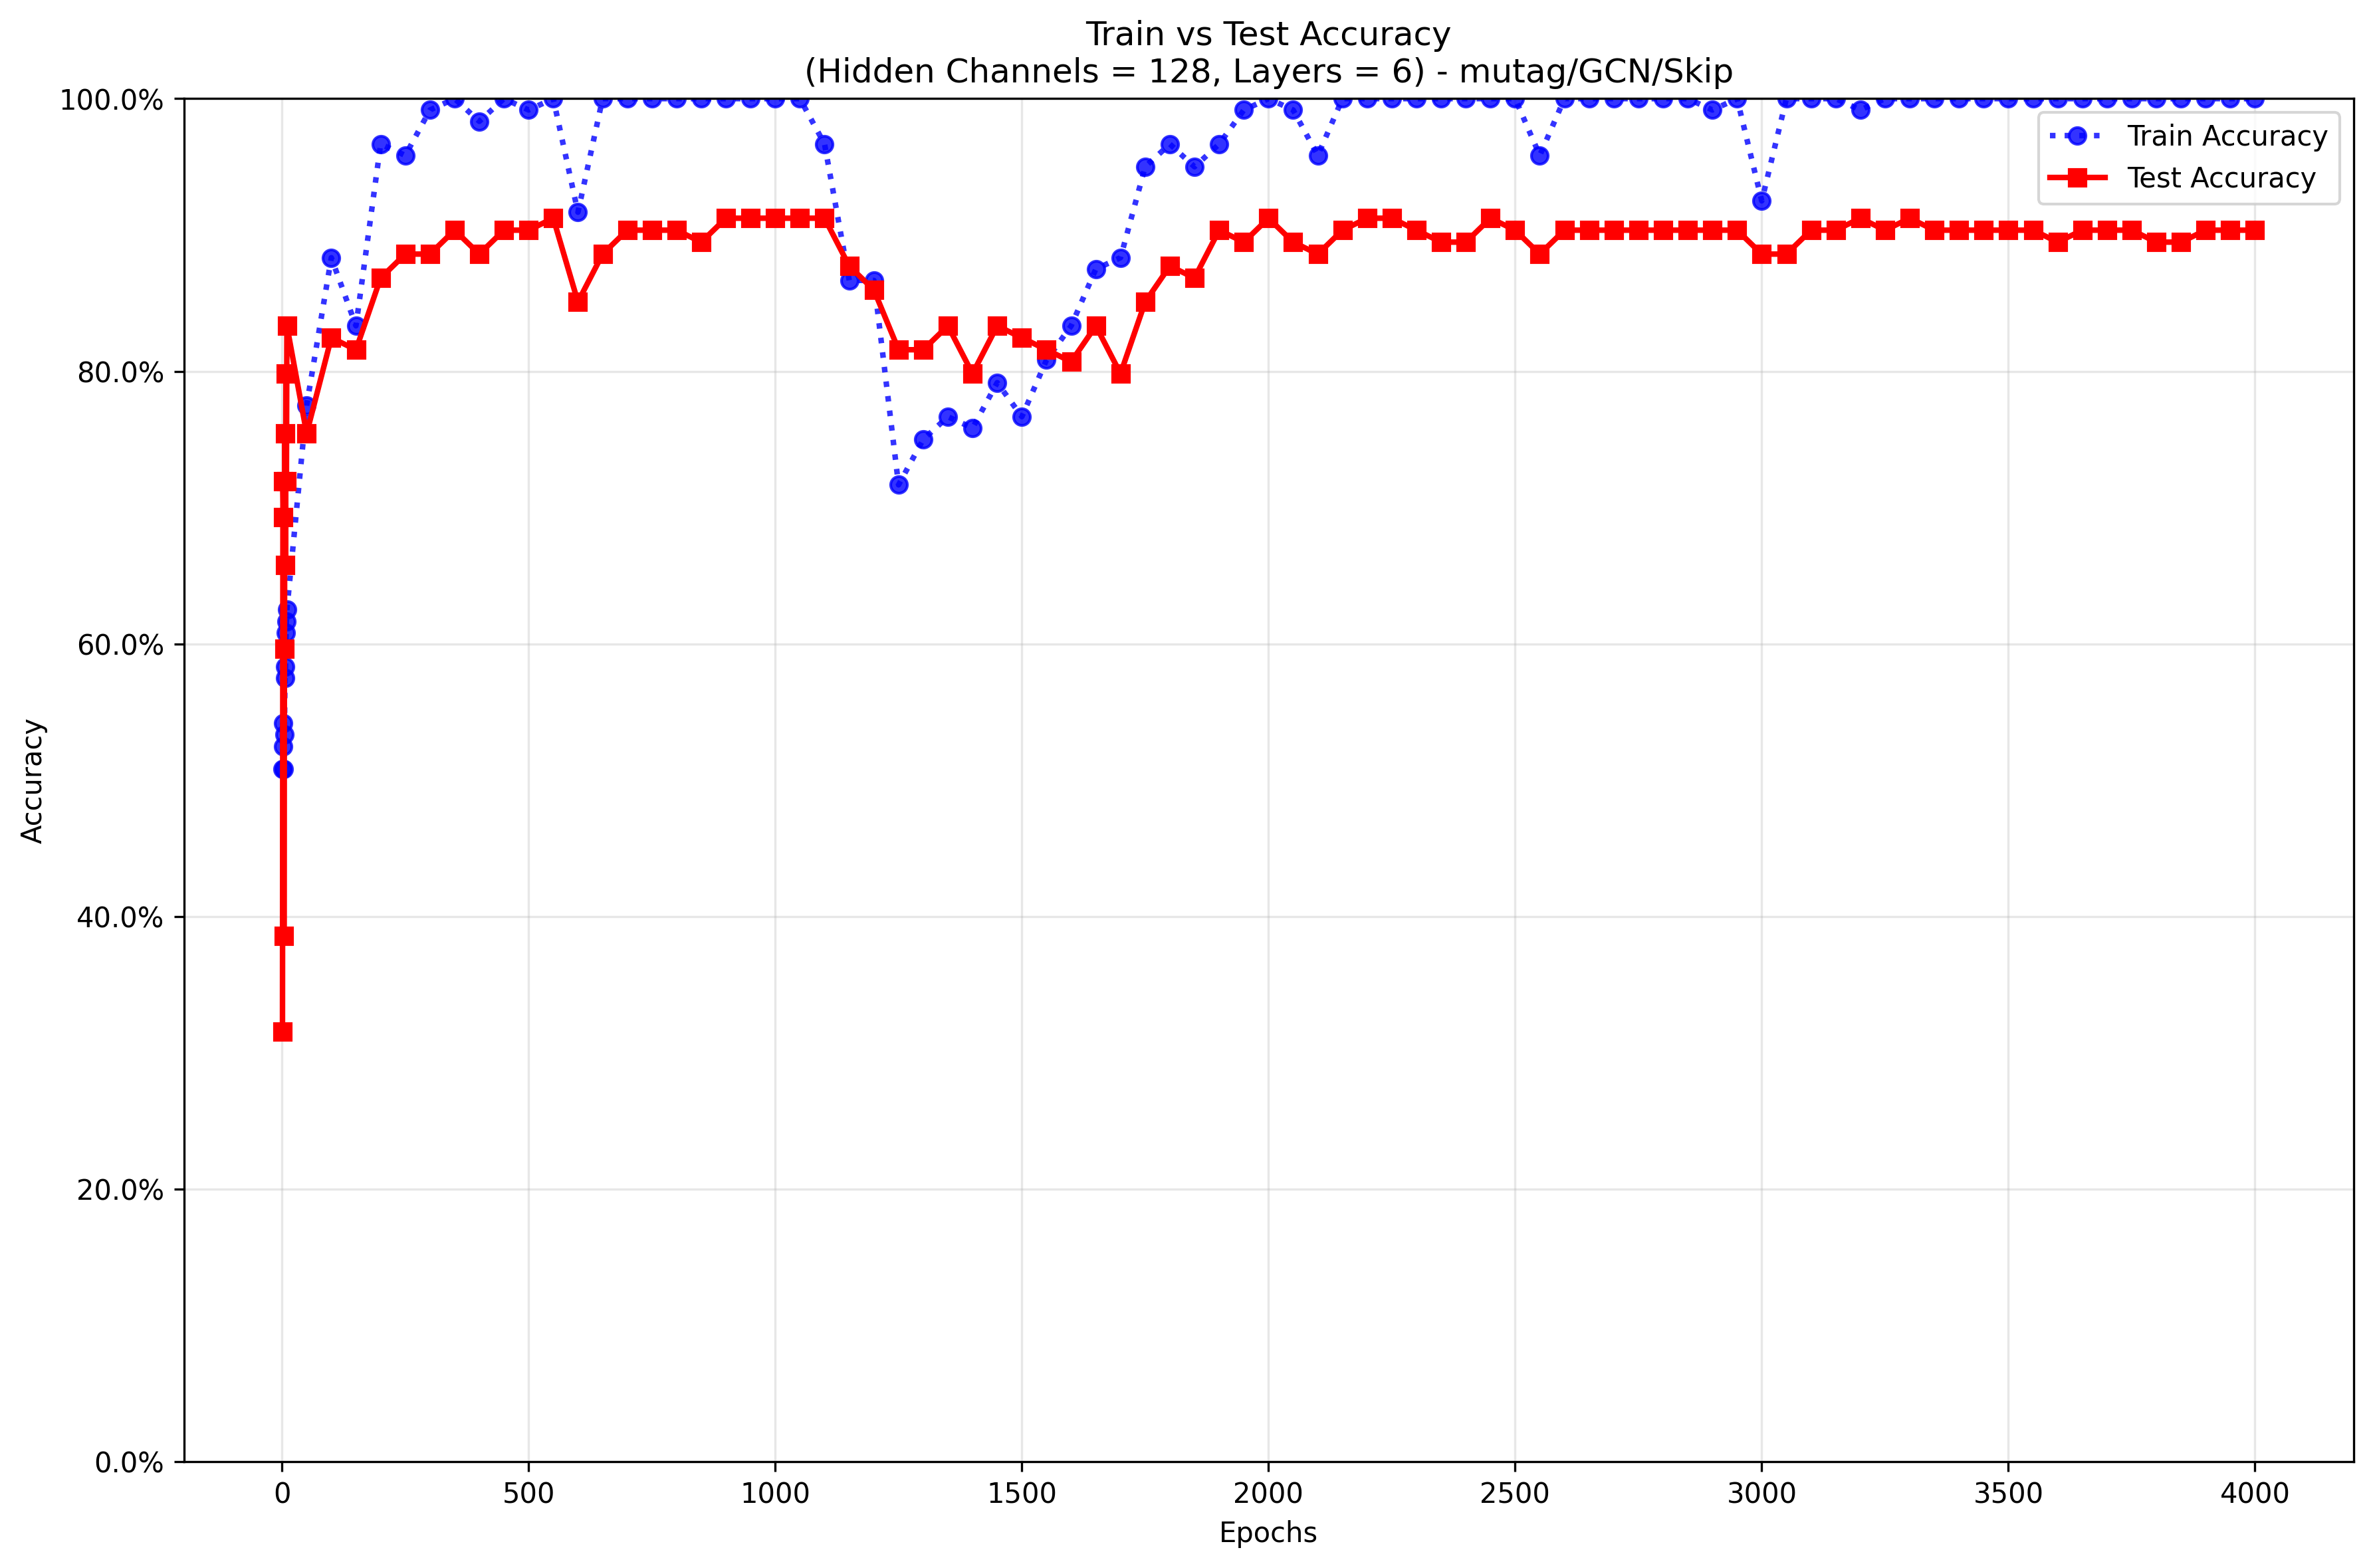 Train vs Test Accuracy
(Hidden Channels = 128, Layers = 6) - mutag/GCN/Skip
100.0%
80.0%
60.0%
40.0%
20.0%
0.0%
Accuracy
Train Accuracy
Test Accuracy
0 500 1000 1500 2000 2500 3000 3500 4000
Epochs